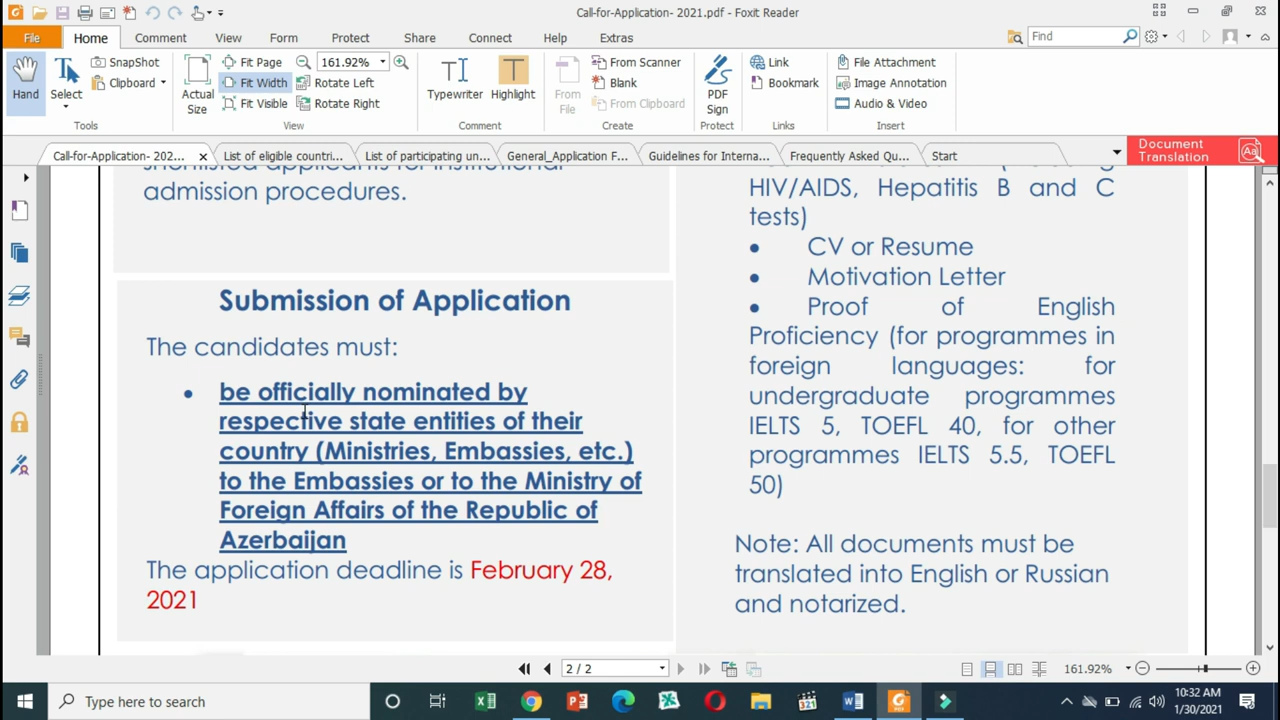 Call-for-Application- 2021.pdf - Foxit Reader
File
Home
Comment
View
Form
Protect
Share
Connect
Help
Extras
Find
Hand
Select
SnapShot
Clipboard
Tools
Actual
Size
Fit Page
Fit Width
Fit Visible
161.92%
Rotate Left
Rotate Right
View
Typewriter
Highlight
Comment
From
File
From Scanner
Blank
From Clipboard
Create
PDF
Sign
Protect
Link
Bookmark
Links
File Attachment
Image Annotation
Audio & Video
Insert
Call-for-Application- 202...
List of eligible countri...
List of participating un...
General_Application F...
Guidelines for Interna...
Frequently Asked Qu...
Start
Document
Translation
shortlisted applicants for institutional
admission procedures.
Submission of Application
The candidates must:
• be officially nominated by
respective state entities of their
country (Ministries, Embassies, etc.)
to the Embassies or to the Ministry of
Foreign Affairs of the Republic of
Azerbaijan
The application deadline is February 28,
2021
HIV/AIDS, Hepatitis B and C
tests)
• CV or Resume
• Motivation Letter
• Proof of English
Proficiency (for programmes in
foreign languages: for
undergraduate programmes
IELTS 5, TOEFL 40, for other
programmes IELTS 5.5, TOEFL
50)
Note: All documents must be
translated into English or Russian
and notarized.
2 / 2
161.92%
Type here to search
10:32 AM
1/30/2021